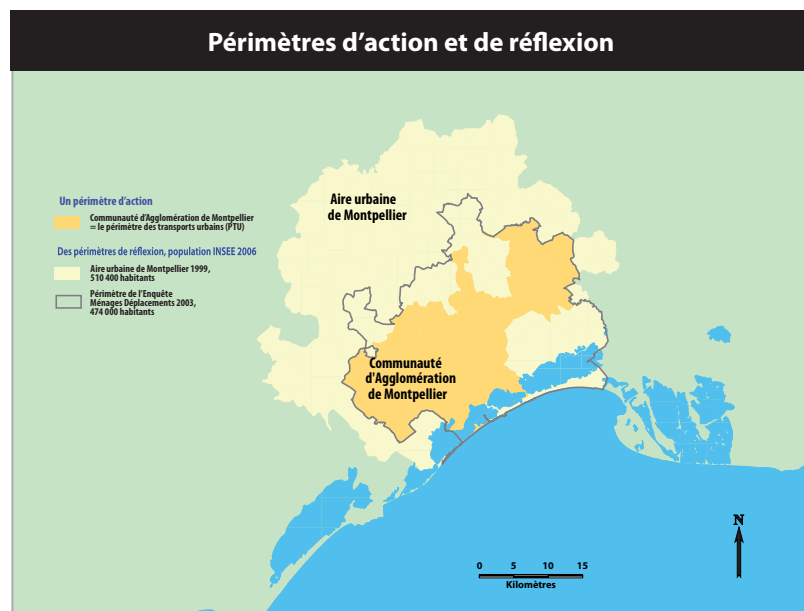 Périmètres d'action et de réflexion
Un périmètre d'action
Communauté d'Agglomération de Montpellier
= le périmètre des transports urbains (PTU)
Des périmètres de réflexion, population INSEE 2006
Aire urbaine de Montpellier 1999,
510 400 habitants
Périmètre de l'Enquête
Ménages Déplacements 2003,
474 000 habitants
Aire urbaine
de Montpellier
Communauté
d'Agglomération
de Montpellier
N
0 5 10 15
Kilomètres